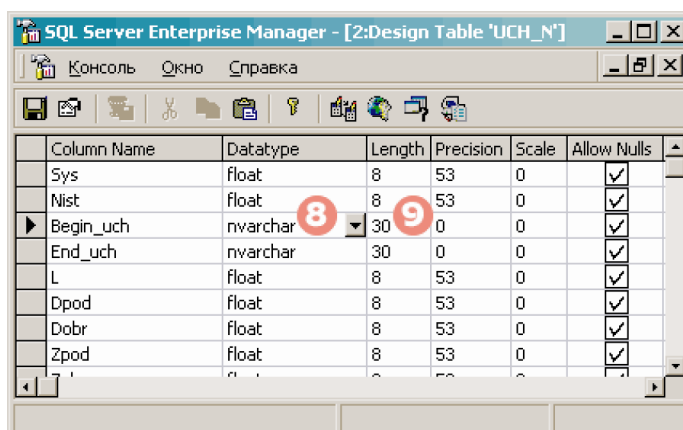 SQL Server Enterprise Manager - [2:Design Table 'UCH_N']
Консоль Окно Справка
Column Name Datatype Length Precision Scale Allow Nulls
Sys float 8 53 0
Nist float 8 53 0
Begin_uch nvarchar 8 30 9 0 0
End_uch nvarchar 30 0 0
L float 8 53 0
Dpod float 8 53 0
Dobr float 8 53 0
Zpod float 8 53 0